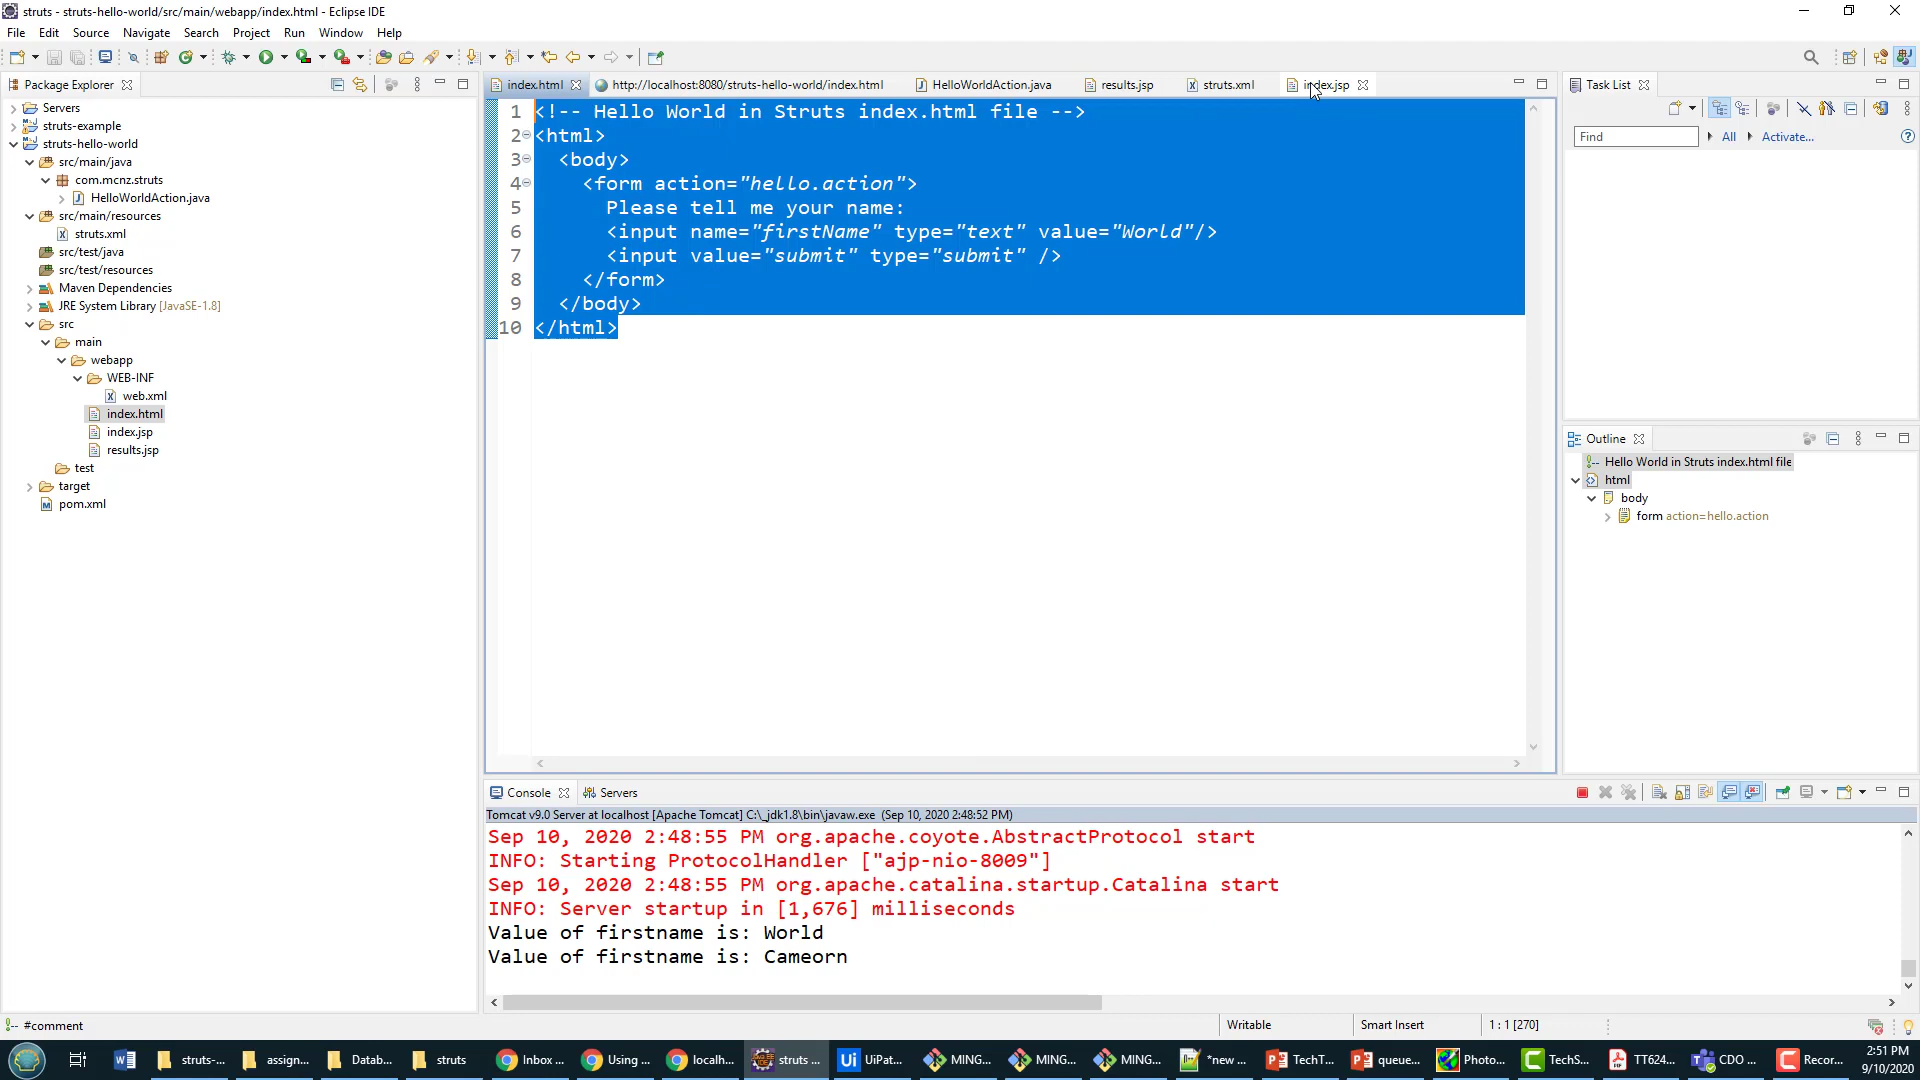 struts - struts-hello-world/src/main/webapp/index.html - Eclipse IDE
File Edit Source Navigate Search Project Run Window Help
Package Explorer
Servers
struts-example
struts-hello-world
src/main/java
com.mcnz.struts
HelloWorldAction.java
src/main/resources
struts.xml
src/test/java
src/test/resources
Maven Dependencies
JRE System Library [JavaSE-1.8]
src
main
webapp
WEB-INF
web.xml
index.html
index.jsp
results.jsp
test
target
pom.xml
index.html http://localhost:8080/struts-hello-world/index.html HelloWorldAction.java results.jsp struts.xml index.jsp
1 <!-- Hello World in Struts index.html file -->
2 <html>
3 <body>
4 <form action="hello.action">
5 Please tell me your name:
6 <input name="firstName" type="text" value="World"/>
7 <input value="submit" type="submit" />
8 </form>
9 </body>
10 </html>
Task List
Find All Activate...
Outline
Hello World in Struts index.html file
html
body
form action=hello.action
Console Servers
Tomcat v9.0 Server at localhost [Apache Tomcat] C:\_jdk1.8\bin\javaw.exe (Sep 10, 2020 2:48:52 PM)
Sep 10, 2020 2:48:55 PM org.apache.coyote.AbstractProtocol start
INFO: Starting ProtocolHandler ["ajp-nio-8009"]
Sep 10, 2020 2:48:55 PM org.apache.catalina.startup.Catalina start
INFO: Server startup in [1,676] milliseconds
Value of firstname is: World
Value of firstname is: Cameorn
#comment Writable Smart Insert 1 : 1 [270]
struts-... assign... Datab... struts Inbox ... Using ... localh... struts ... UiPat... MING... MING... MING... *new ... TechT... queue... Photo... TechS... TT624... CDO ... Recor...
2:51 PM
9/10/2020